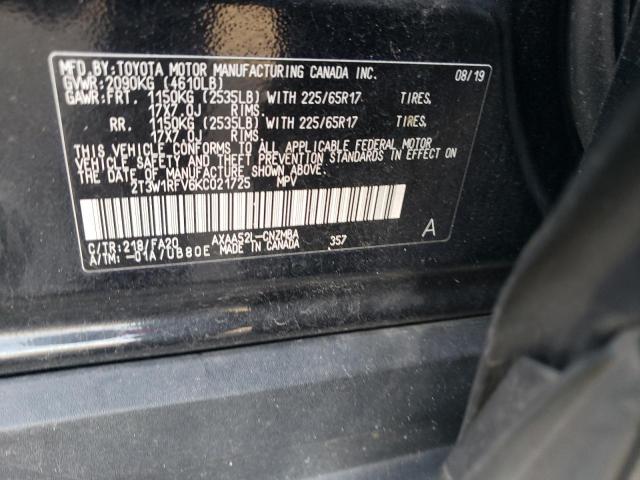 MFD.BY:TOYOTA MOTOR MANUFACTURING CANADA INC. 08/19
GVWR:2090KG (4610LB)
GAWR:FRT. 1150KG (2535LB) WITH 225/65R17 TIRES.
17X7.0J RIMS.
RR. 1150KG (2535LB) WITH 225/65R17 TIRES.
17X7.0J RIMS.
THIS VEHICLE CONFORMS TO ALL APPLICABLE FEDERAL MOTOR
VEHICLE SAFETY AND THEFT PREVENTION STANDARDS IN EFFECT ON
THE DATE OF MANUFACTURE SHOWN ABOVE.
2T3W1RFV6KC021725 MPV
C/TR:218/FA20 AXAA52L-CNZMBA 357 A
A/TM: -01A/UB80E MADE IN CANADA